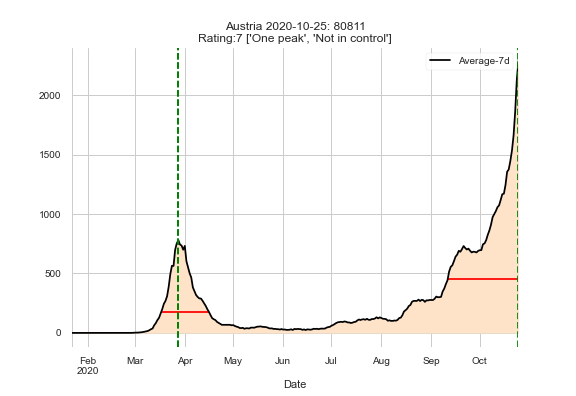 Austria 2020-10-25: 80811
Rating:7 ['One peak', 'Not in control']
Average-7d
2000
1500
1000
500
0
Feb Mar Apr May Jun Jul Aug Sep Oct
2020
Date